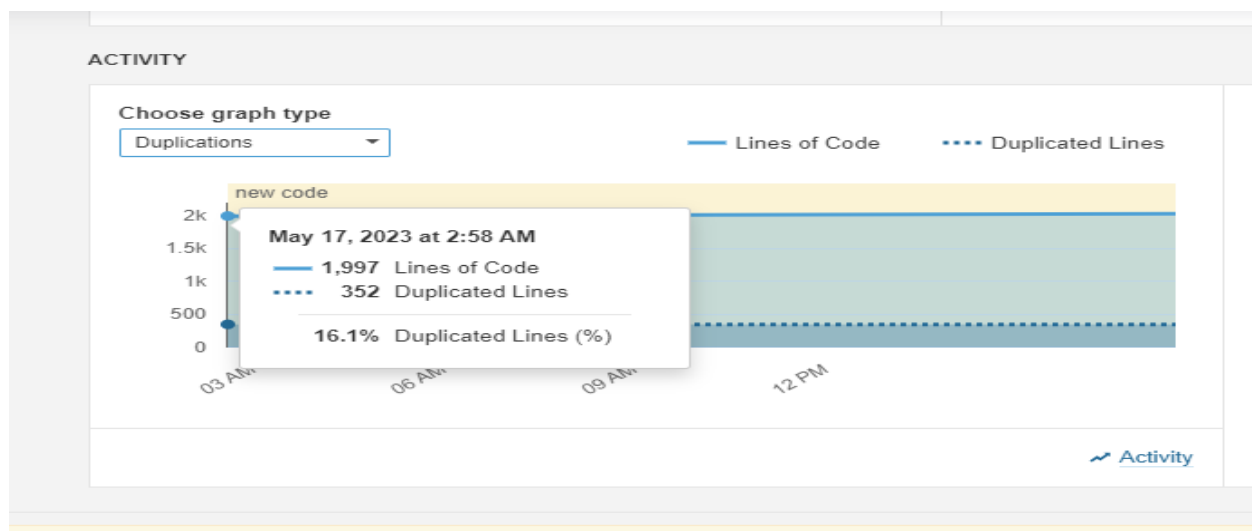 ACTIVITY
Choose graph type
Duplications
Lines of Code
Duplicated Lines
new code
2k
1.5k
1k
500
0
May 17, 2023 at 2:58 AM
1,997 Lines of Code
352 Duplicated Lines
16.1% Duplicated Lines (%)
03 AM
06 AM
09 AM
12 PM
Activity